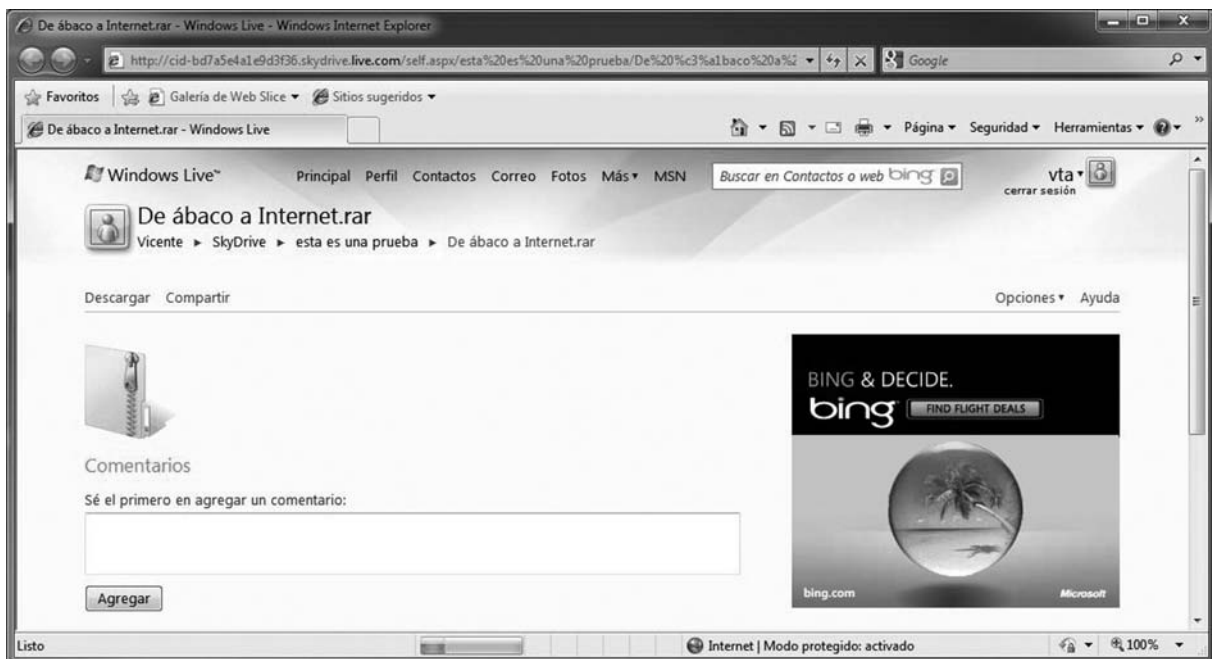 De ábaco a Internet.rar - Windows Live - Windows Internet Explorer
http://cid-bd7a5e4a1e9d3f36.skydrive.live.com/self.aspx/esta%20es%20una%20prueba/De%20%c3%a1baco%20a%2 Google
Favoritos Galería de Web Slice Sitios sugeridos
De ábaco a Internet.rar - Windows Live Página Seguridad Herramientas
Windows Live™ Principal Perfil Contactos Correo Fotos Más MSN Buscar en Contactos o web bing vta
cerrar sesión
De ábaco a Internet.rar
Vicente ► SkyDrive ► esta es una prueba ► De ábaco a Internet.rar
Descargar Compartir Opciones Ayuda
BING & DECIDE.
bing FIND FLIGHT DEALS
Comentarios
Sé el primero en agregar un comentario:
Agregar
bing.com Microsoft
Listo Internet | Modo protegido: activado 100%